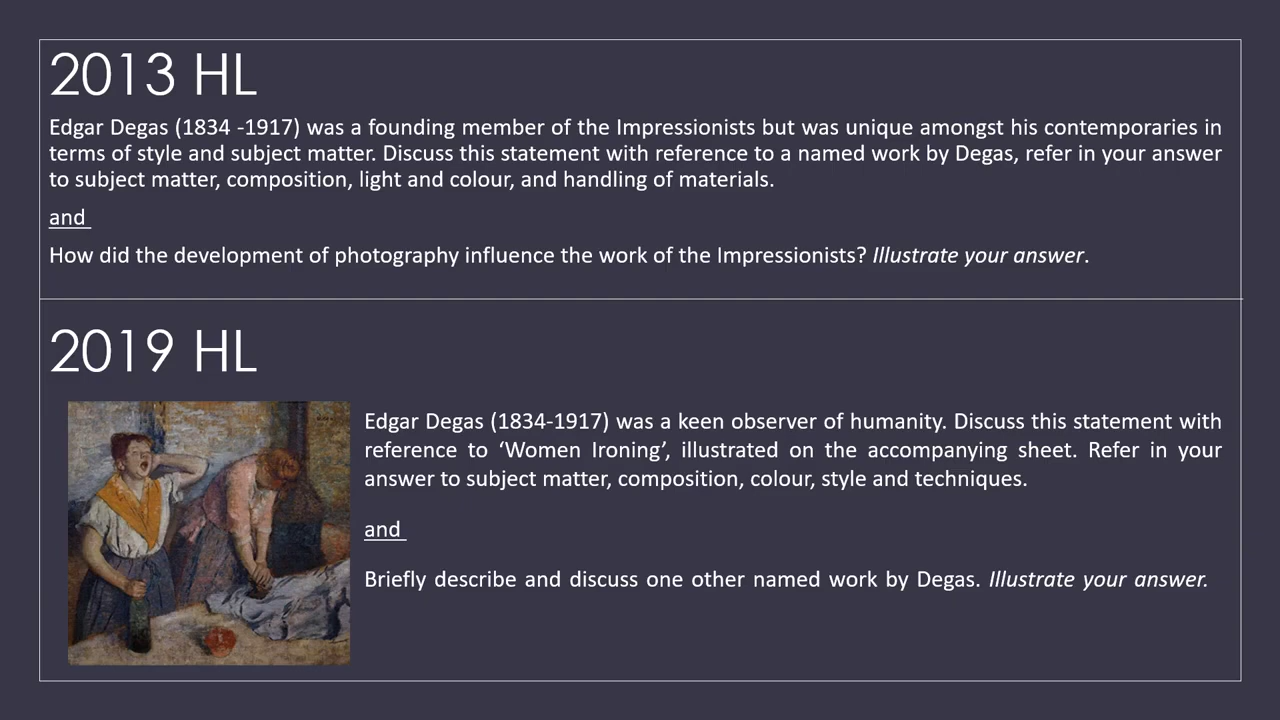 2013 HL
Edgar Degas (1834 -1917) was a founding member of the Impressionists but was unique amongst his contemporaries in
terms of style and subject matter. Discuss this statement with reference to a named work by Degas, refer in your answer
to subject matter, composition, light and colour, and handling of materials.
and
How did the development of photography influence the work of the Impressionists? Illustrate your answer.
2019 HL
Edgar Degas (1834-1917) was a keen observer of humanity. Discuss this statement with
reference to ‘Women Ironing’, illustrated on the accompanying sheet. Refer in your
answer to subject matter, composition, colour, style and techniques.
and
Briefly describe and discuss one other named work by Degas. Illustrate your answer.